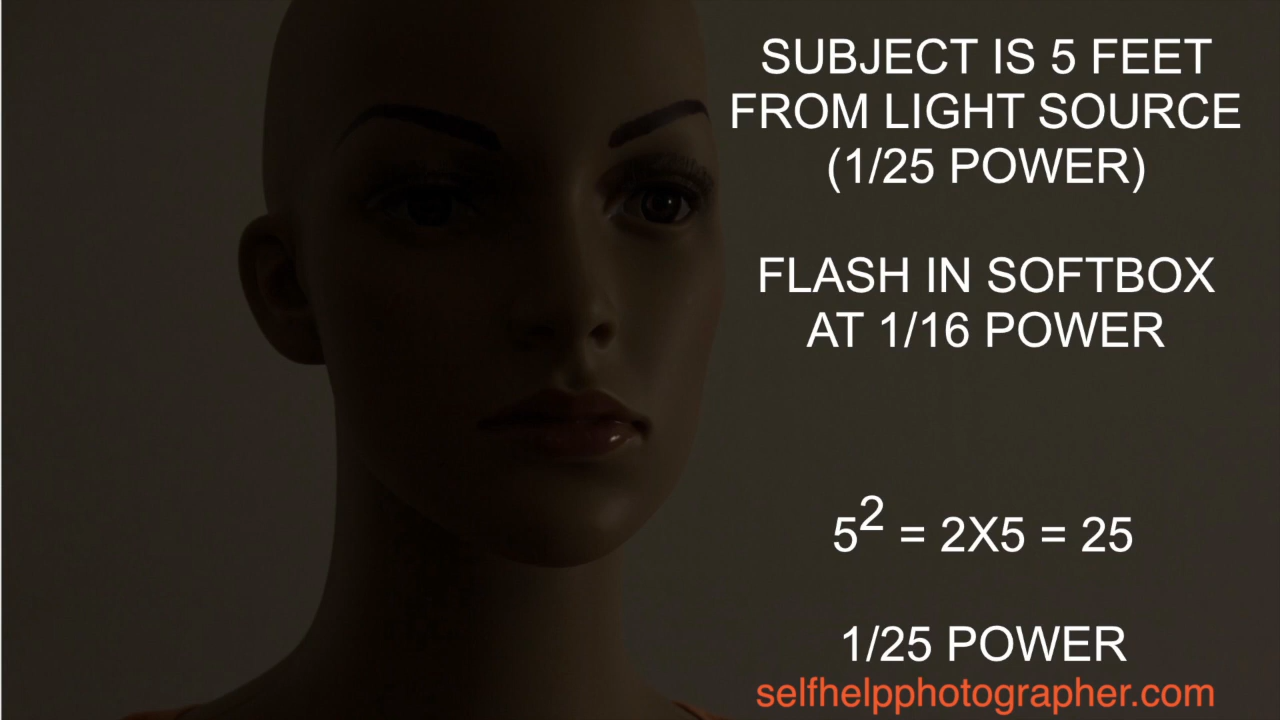 SUBJECT IS 5 FEET
FROM LIGHT SOURCE
(1/25 POWER)
FLASH IN SOFTBOX
AT 1/16 POWER
5² = 2X5 = 25
1/25 POWER
selfhelpphotographer.com